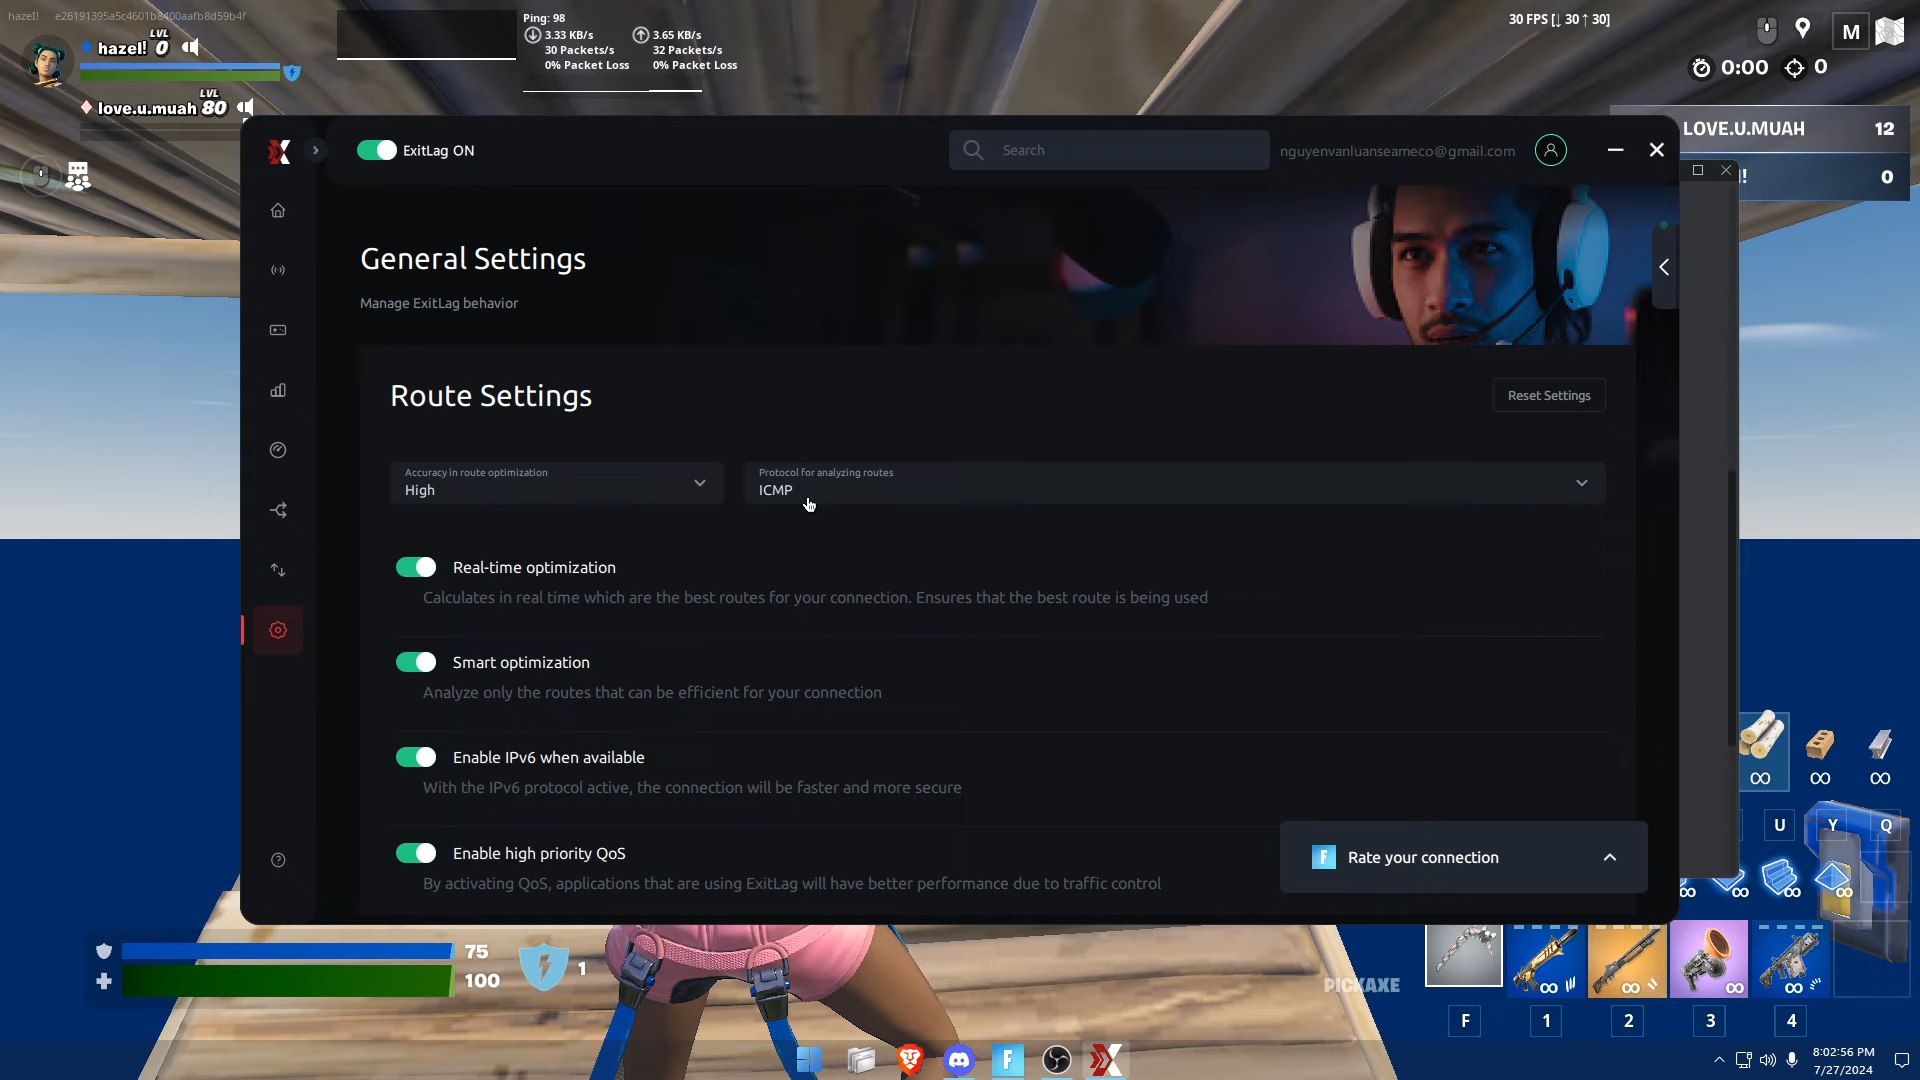 hazel! e26191395a5c4601b8400aafb8d59b4f
hazel! LVL 0
love.u.muah LVL 80
Ping: 98
3.33 KB/s 3.65 KB/s
30 Packets/s 32 Packets/s
0% Packet Loss 0% Packet Loss
30 FPS [↓ 30 ↑ 30]
M
0:00 0
LOVE.U.MUAH 12
! 0
ExitLag ON
Search
nguyenvanluanseameco@gmail.com
General Settings
Manage ExitLag behavior
Route Settings
Reset Settings
Accuracy in route optimization
High
Protocol for analyzing routes
ICMP
Real-time optimization
Calculates in real time which are the best routes for your connection. Ensures that the best route is being used
Smart optimization
Analyze only the routes that can be efficient for your connection
Enable IPv6 when available
With the IPv6 protocol active, the connection will be faster and more secure
Enable high priority QoS
By activating QoS, applications that are using ExitLag will have better performance due to traffic control
F Rate your connection
∞ ∞ ∞
U Y Q
∞ ∞ ∞
75
100
1
PICKAXE
∞ ∞ ∞ ∞
F 1 2 3 4
F
8:02:56 PM
7/27/2024